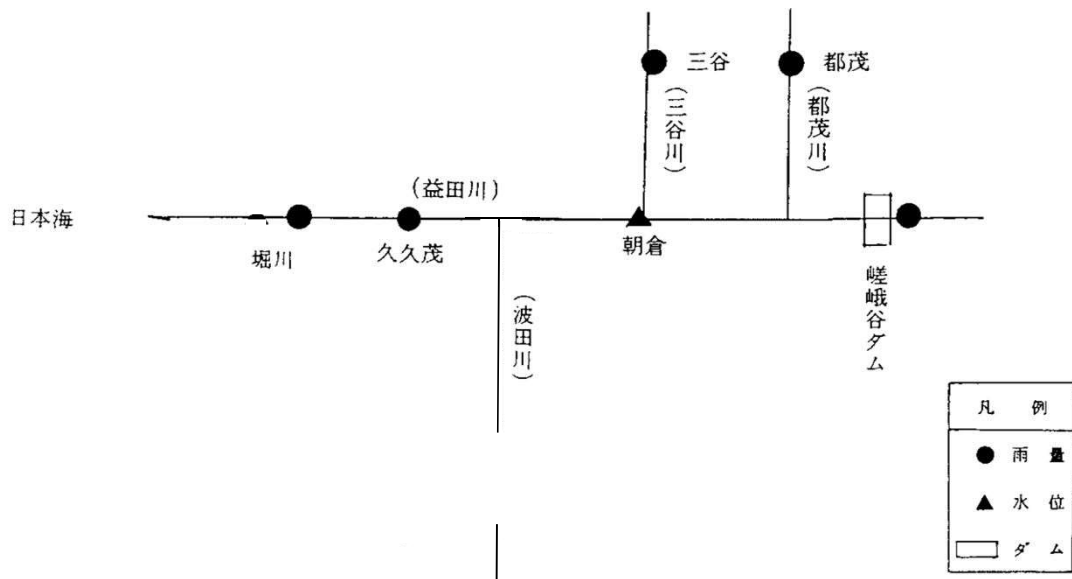 三谷
都茂
(三谷川)
(都茂川)
(益田川)
日本海
堀川
久久茂
朝倉
(波田川)
嵯峨谷ダム
凡 例
雨 量
水 位
ダ ム